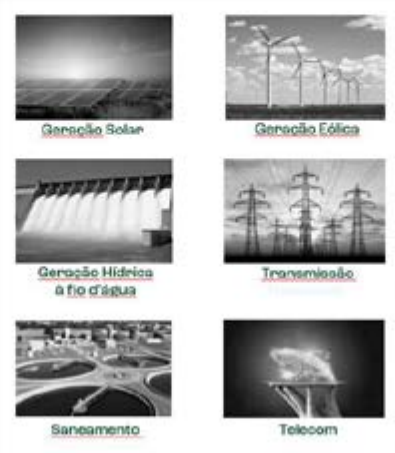 Geração Solar
Geração Eólica
Geração Hídrica
à fio d'água
Transmissão
Saneamento
Telecom